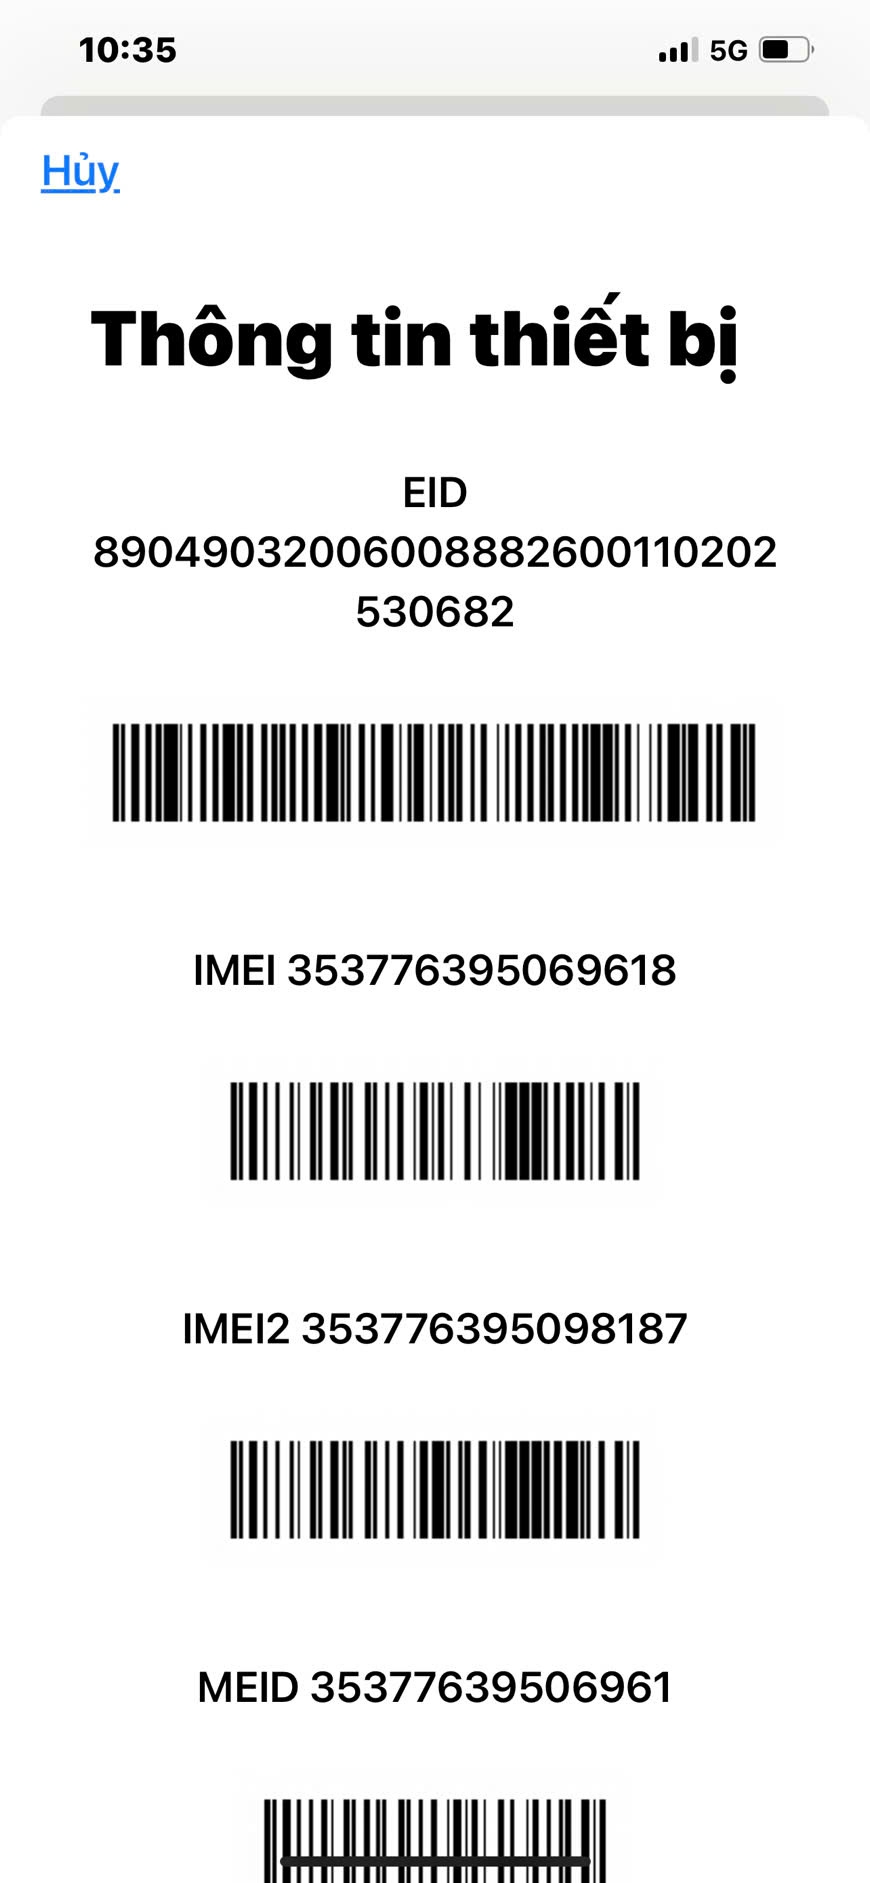 10:35
5G
Hủy
Thông tin thiết bị
EID
89049032006008882600110202
530682
IMEI 353776395069618
IMEI2 353776395098187
MEID 35377639506961